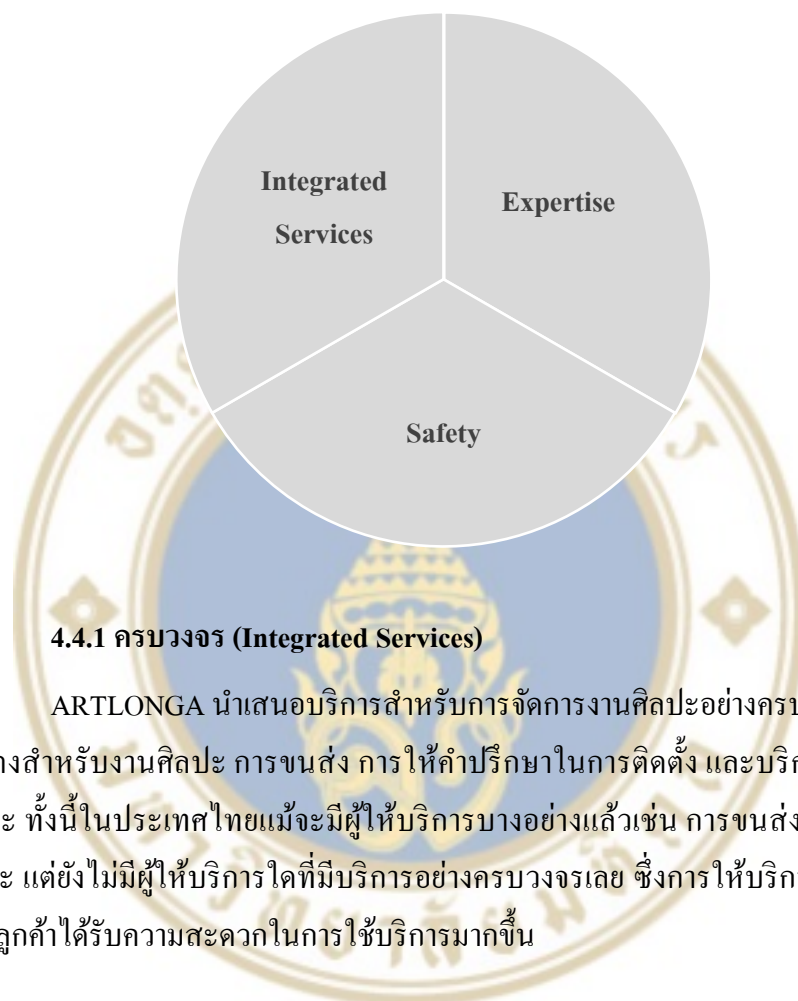 Integrated
Services
Expertise
Safety
4.4.1 ครบวงจร (Integrated Services)
ARTLONGA นำเสนอบริการสำหรับการจัดการงานศิลปะอย่างครบ
างสำหรับงานศิลปะ การขนส่ง การให้คำปรึกษาในการติดตั้ง และบริก
ะ ทั้งนี้ในประเทศไทยแม้จะมีผู้ให้บริการบางอย่างแล้วเช่น การขนส่ง
ะ แต่ยังไม่มีผู้ให้บริการใดที่มีบริการอย่างครบวงจรเลย ซึ่งการให้บริก
ลูกค้าได้รับความสะดวกในการใช้บริการมากขึ้น